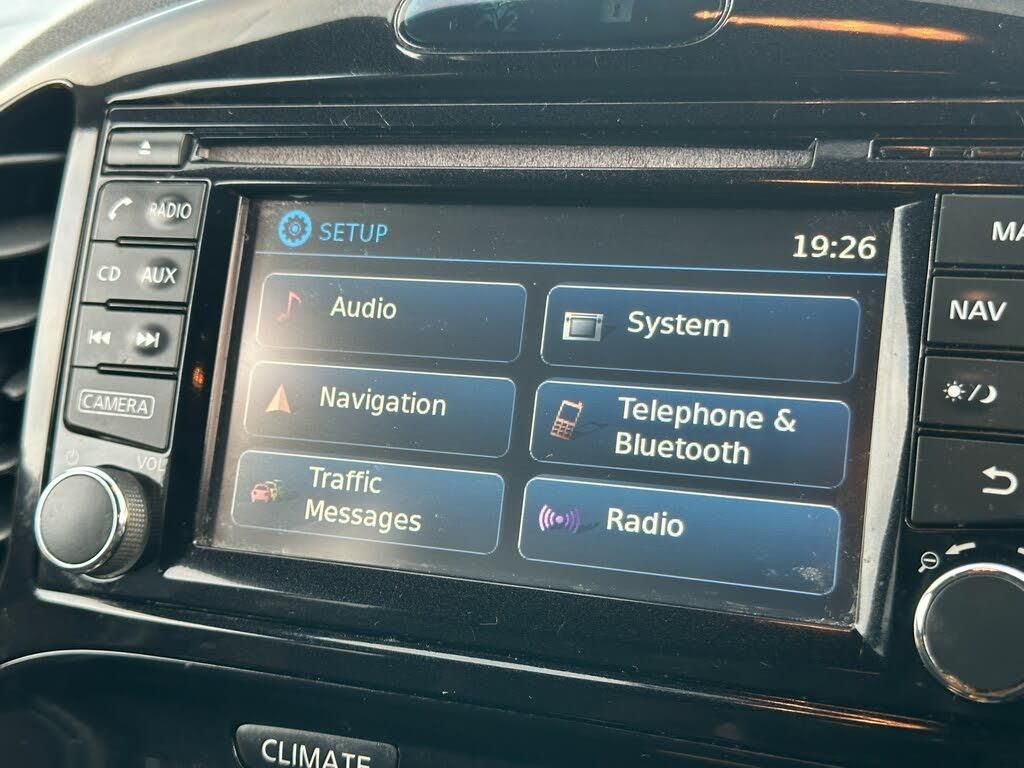 RADIO
CD AUX
CAMERA
VOL
SETUP
19:26
Audio
System
Navigation
Telephone &
Bluetooth
Traffic
Messages
Radio
NAV
CLIMATE